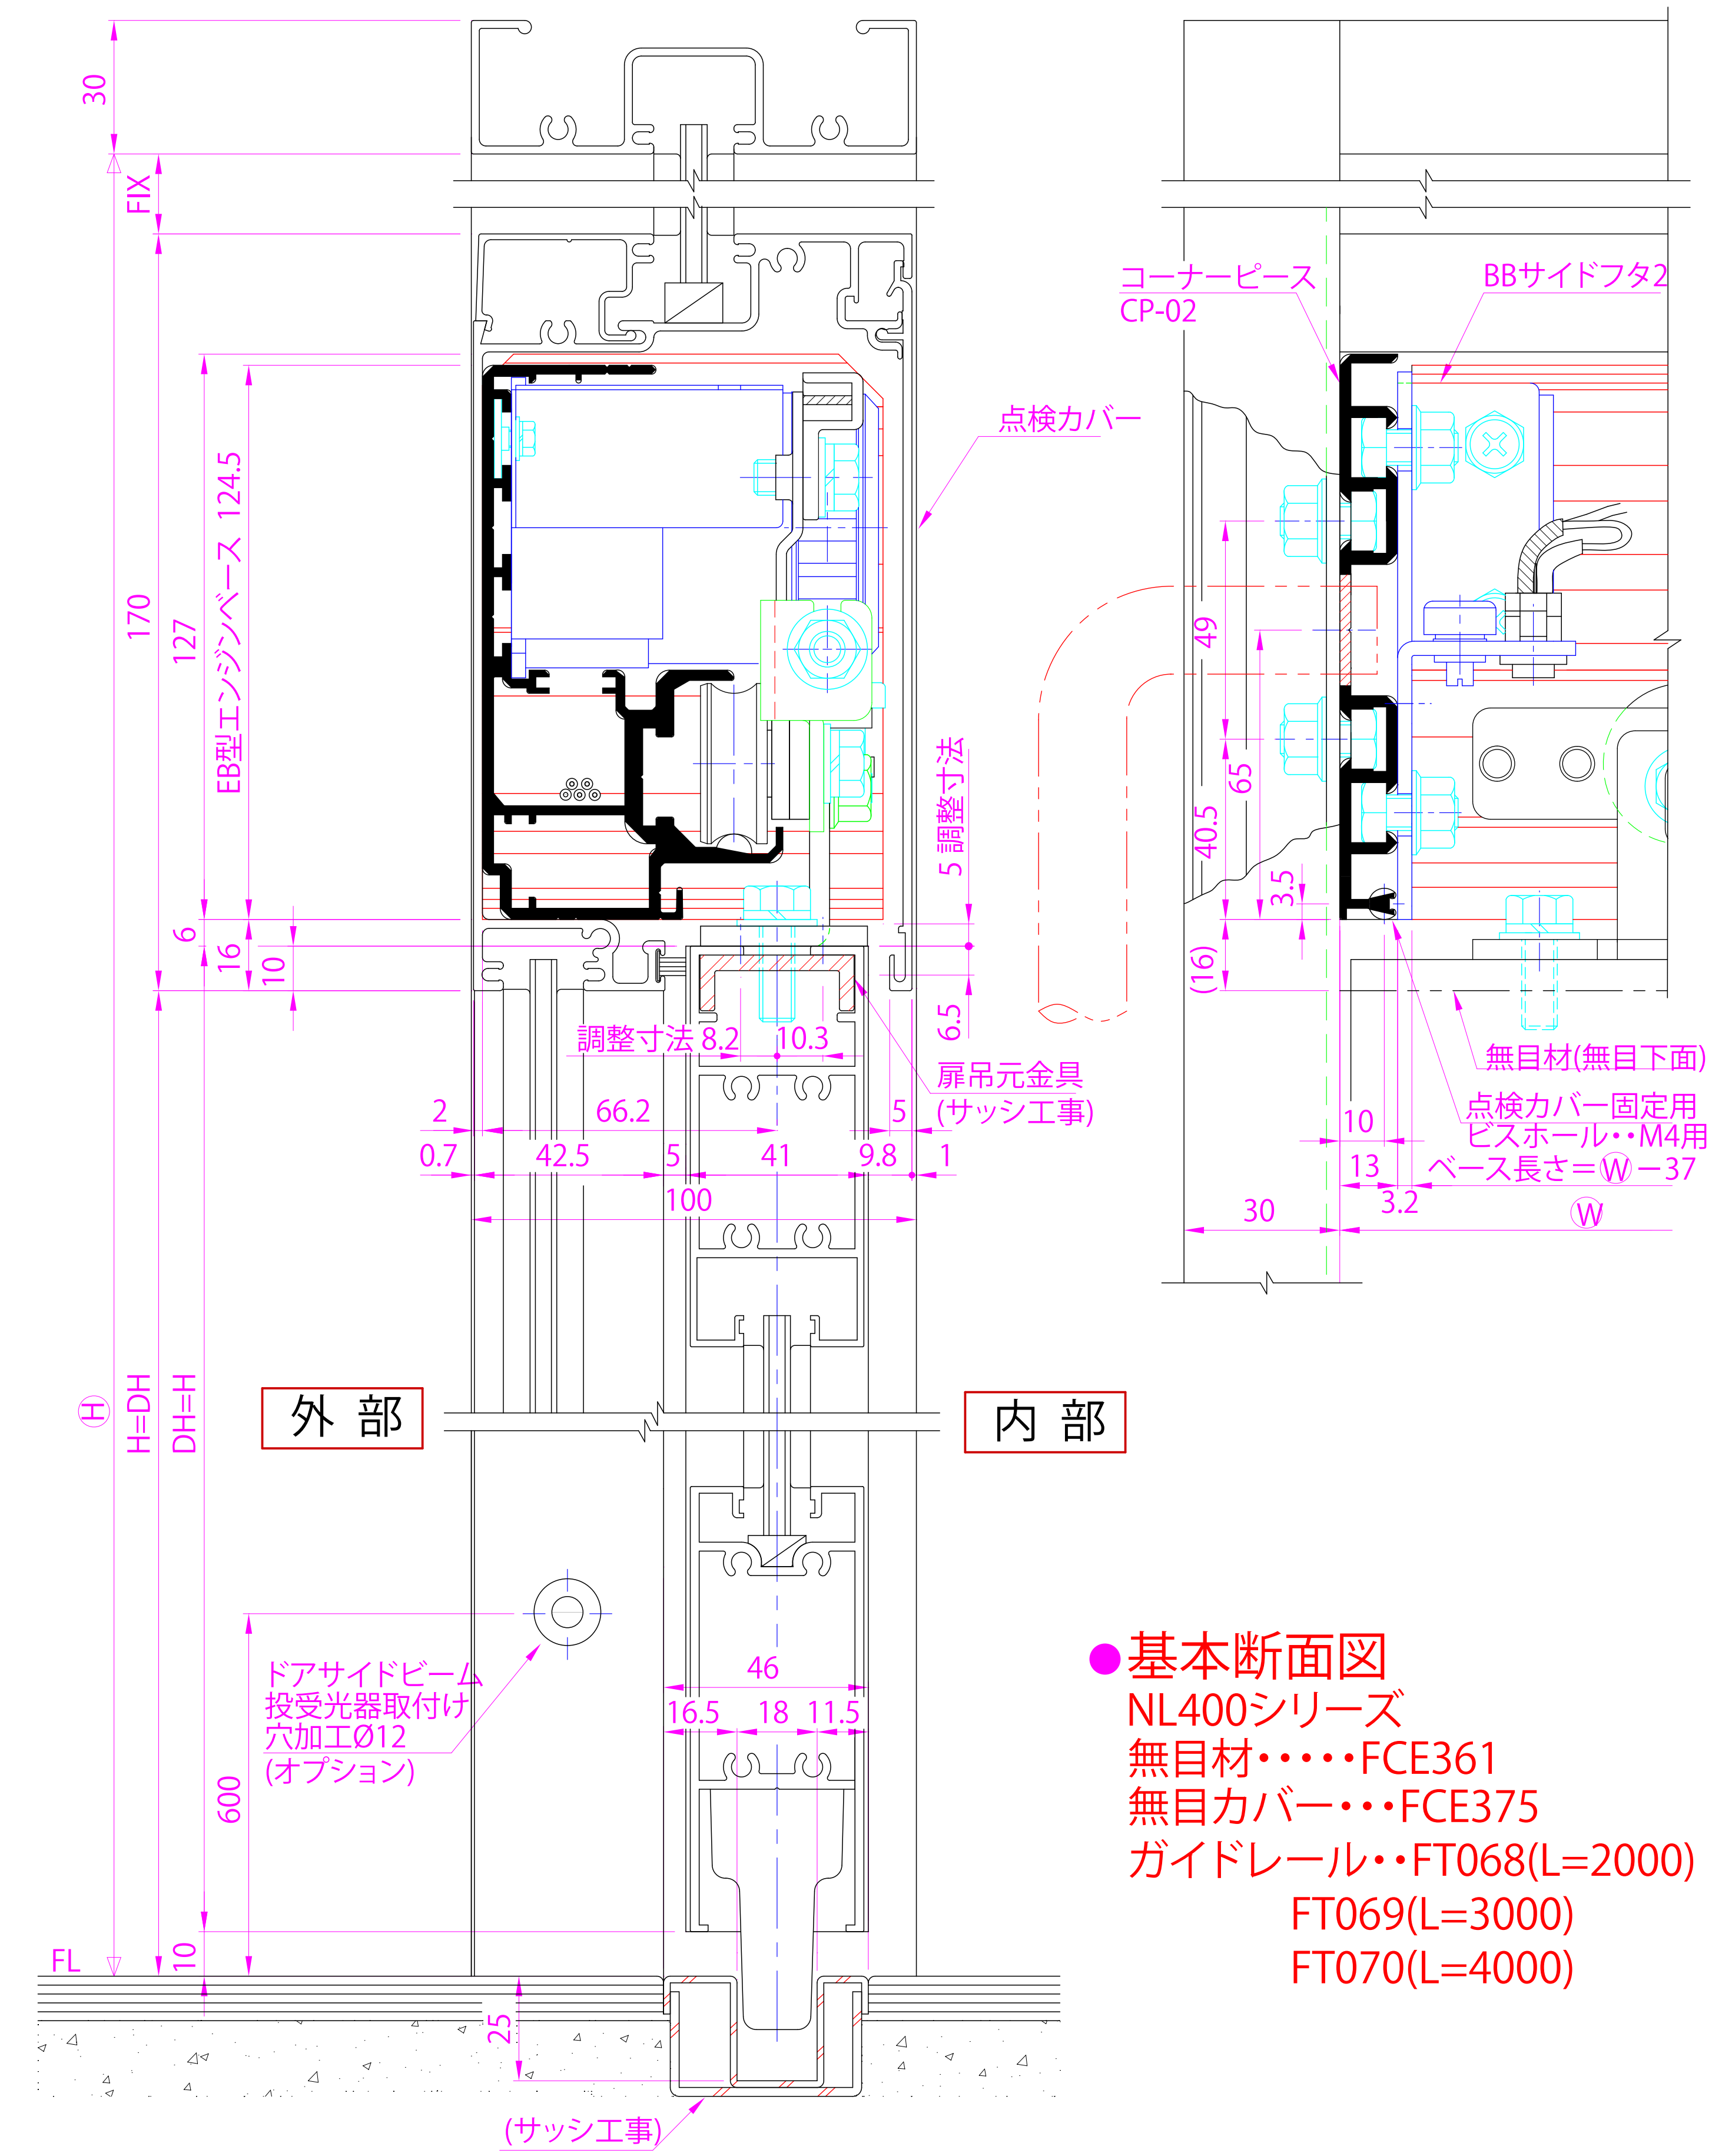 30
FIX
170
127
EB型エンジンベース 124.5
6
16
10
H
H=DH
DH=H
600
10
FL
25
点検カバー
5 調整寸法
6.5
調整寸法 8.2
10.3
扉吊元金具
(サッシ工事)
2
66.2
5
0.7
42.5
5
41
9.8
1
100
外 部
内 部
ドアサイドビーム
投受光器取付け
穴加工Ø12
(オプション)
46
16.5
18
11.5
(サッシ工事)
コーナーピース
CP-02
BBサイドフタ2
49
65
40.5
3.5
(16)
無目材(無目下面)
点検カバー固定用
ビスホール・・M4用
ベース長さ=Ⓦ-37
10
13
3.2
30
Ⓦ
●基本断面図
NL400シリーズ
無目材・・・・・FCE361
無目カバー・・・FCE375
ガイドレール・・FT068(L=2000)
FT069(L=3000)
FT070(L=4000)